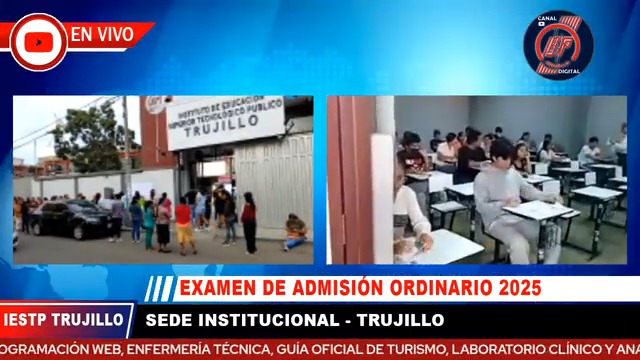 EN VIVO
CANAL
DIGITAL
INSTITUTO DE EDUCACIÓN
SUPERIOR TECNOLÓGICO PÚBLICO
TRUJILLO
EXAMEN DE ADMISIÓN ORDINARIO 2025
IESTP TRUJILLO
SEDE INSTITUCIONAL - TRUJILLO
OGRAMACIÓN WEB, ENFERMERÍA TÉCNICA, GUÍA OFICIAL DE TURISMO, LABORATORIO CLÍNICO Y ANA